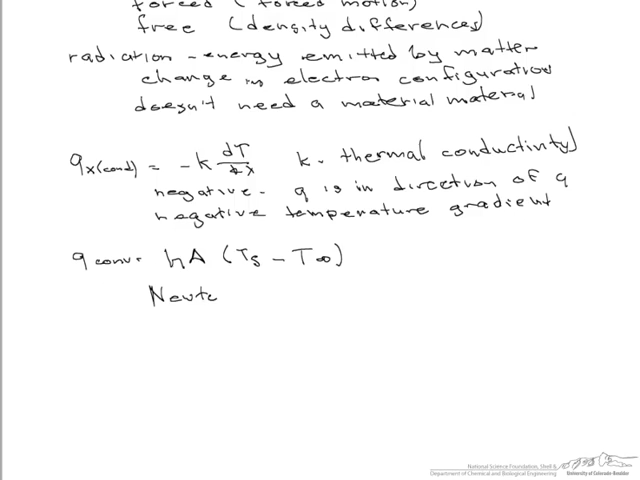 forced (forced motion)
free (density differences)
radiation - energy emitted by matter
change in electron configuration
doesn't need a material material
qx(cond) = -k dT/dx k - thermal conductivity
negative - q is in direction of a
negative temperature gradient
q conv = hA (Ts - T∞)
Newto
National Science Foundation, Shell &
Department of Chemical and Biological Engineering
University of Colorado-Boulder